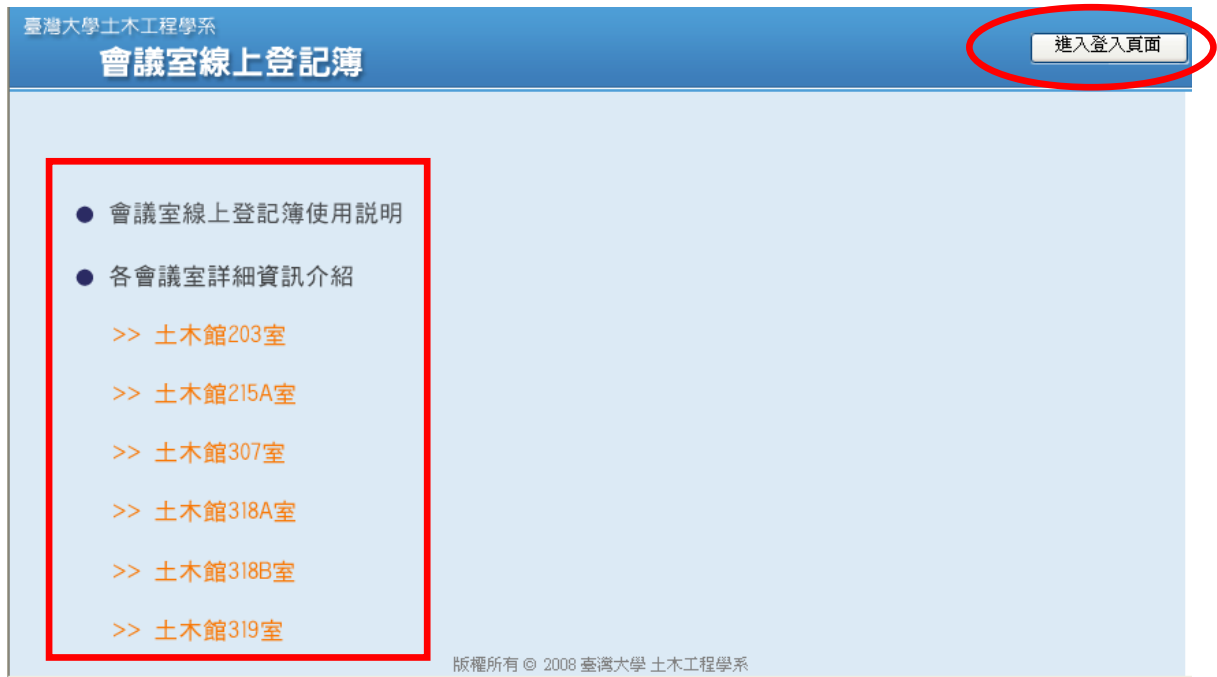 臺灣大學土木工程學系
會議室線上登記簿
進入登入頁面
● 會議室線上登記簿使用說明
● 各會議室詳細資訊介紹
>> 土木館203室
>> 土木館215A室
>> 土木館307室
>> 土木館318A室
>> 土木館318B室
>> 土木館319室
版權所有 © 2008 臺灣大學 土木工程學系